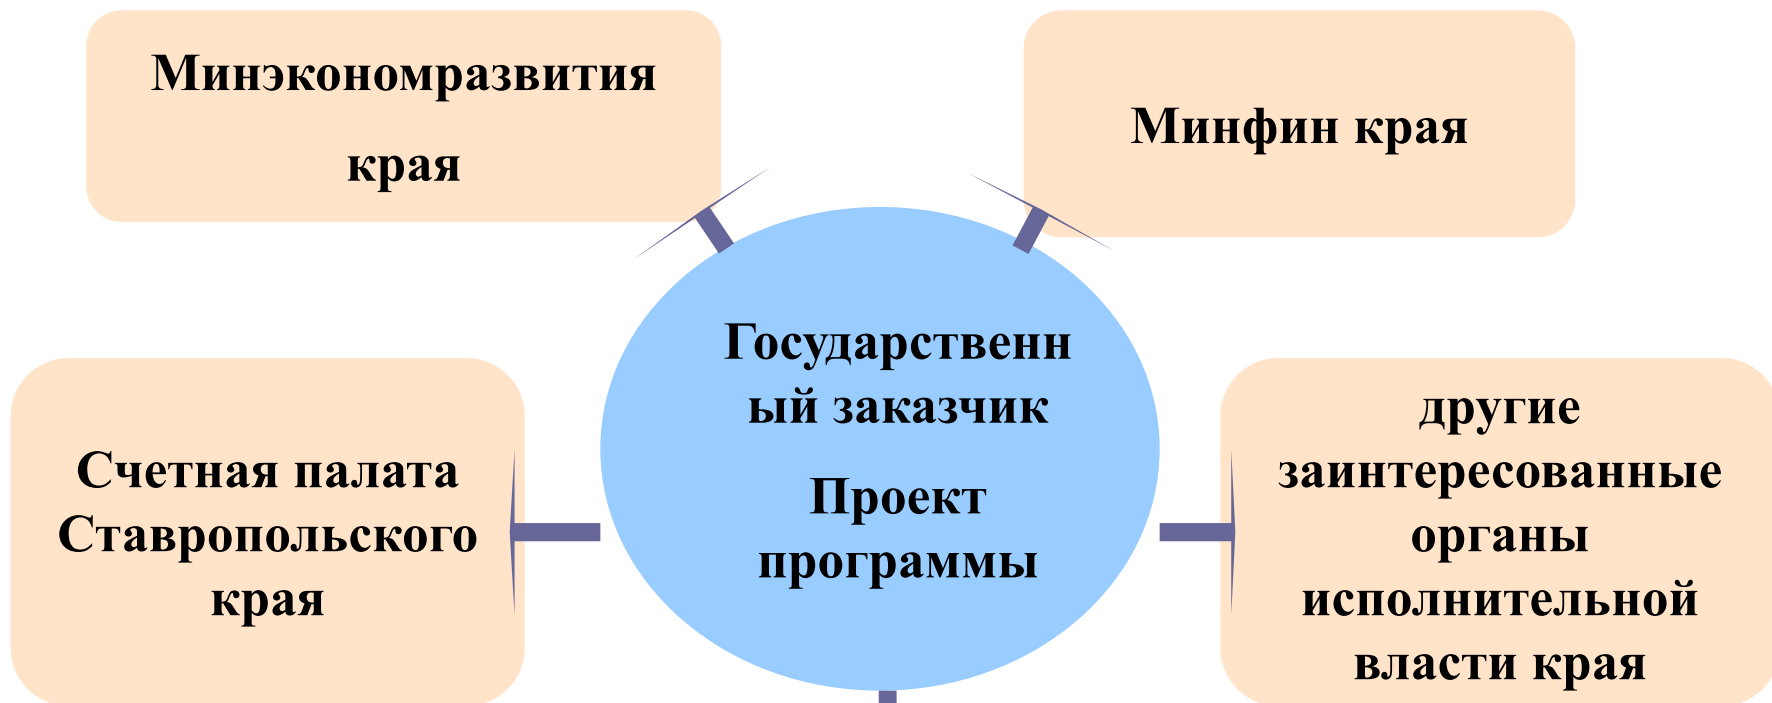 Минэкономразвития
края
Минфин края
Государственн
ый заказчик
Проект
программы
Счетная палата
Ставропольского
края
другие
заинтересованные
органы
исполнительной
власти края